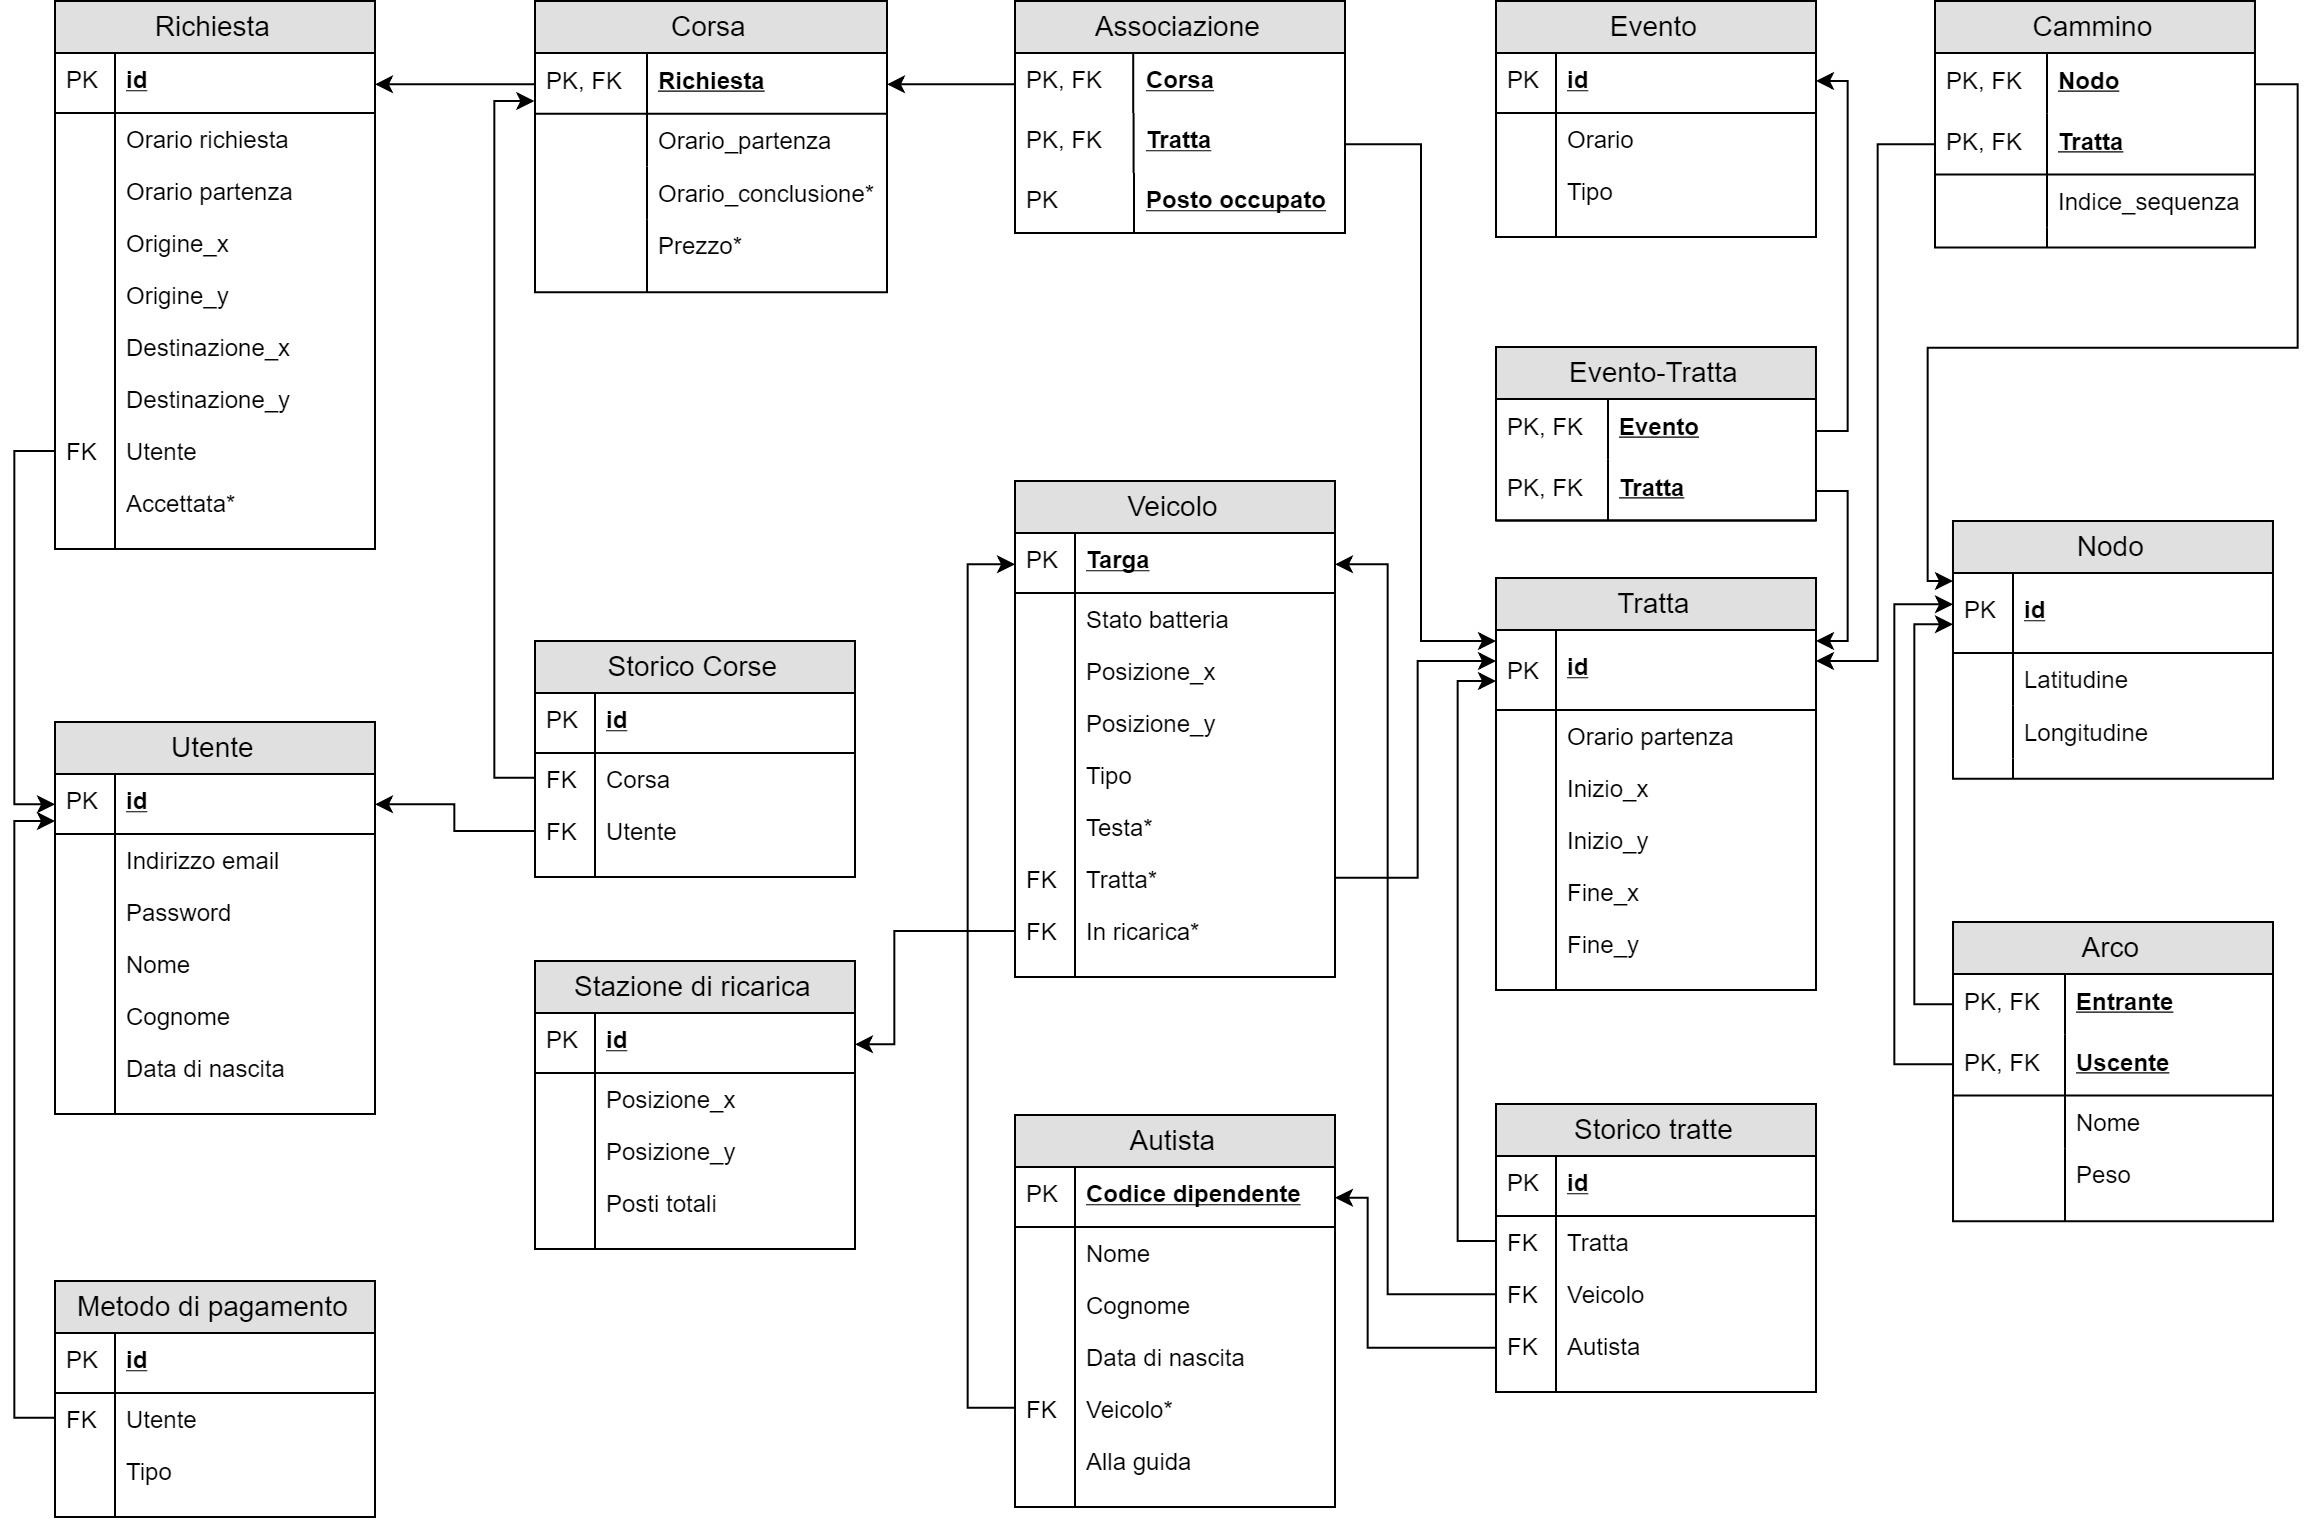 Richiesta
PK id
Orario richiesta
Orario partenza
Origine_x
Origine_y
Destinazione_x
Destinazione_y
FK Utente
Accettata*
Corsa
PK, FK Richiesta
Orario_partenza
Orario_conclusione*
Prezzo*
Associazione
PK, FK Corsa
PK, FK Tratta
PK Posto occupato
Evento
PK id
Orario
Tipo
Cammino
PK, FK Nodo
PK, FK Tratta
Indice_sequenza
Evento-Tratta
PK, FK Evento
PK, FK Tratta
Veicolo
PK Targa
Stato batteria
Posizione_x
Posizione_y
Tipo
Testa*
FK Tratta*
FK In ricarica*
Nodo
PK id
Latitudine
Longitudine
Tratta
PK id
Orario partenza
Inizio_x
Inizio_y
Fine_x
Fine_y
Storico Corse
PK id
FK Corsa
FK Utente
Utente
PK id
Indirizzo email
Password
Nome
Cognome
Data di nascita
Stazione di ricarica
PK id
Posizione_x
Posizione_y
Posti totali
Arco
PK, FK Entrante
PK, FK Uscente
Nome
Peso
Autista
PK Codice dipendente
Nome
Cognome
Data di nascita
FK Veicolo*
Alla guida
Storico tratte
PK id
FK Tratta
FK Veicolo
FK Autista
Metodo di pagamento
PK id
FK Utente
Tipo